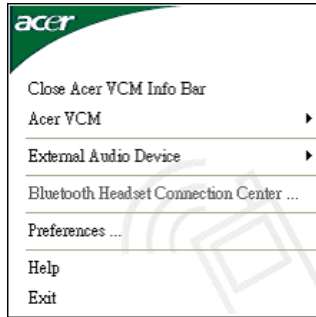 acer
Close Acer VCM Info Bar
Acer VCM
External Audio Device
Bluetooth Headset Connection Center ...
Preferences ...
Help
Exit